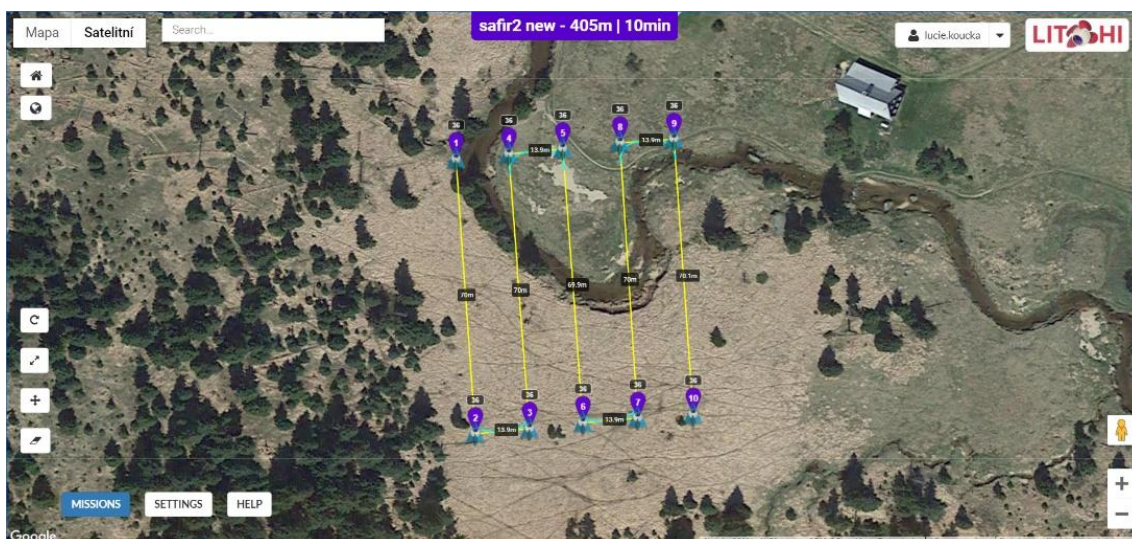 Mapa
Satelitní
Search...
safir2 new - 405m | 10min
lucie.koucka
LITCHI
36
36
36
36
36
1
4
5
8
9
13.9m
13.9m
70m
70m
69.9m
70m
70.1m
36
36
36
36
36
2
3
6
7
10
13.9m
13.9m
MISSIONS
SETTINGS
HELP
Google